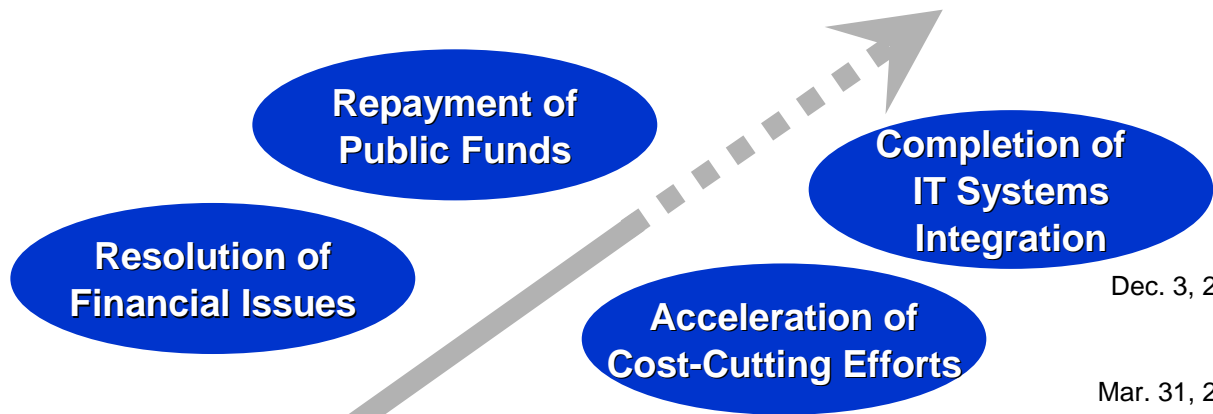 Repayment of
Public Funds
Completion of
IT Systems
Integration
Resolution of
Financial Issues
Dec. 3, 2
Acceleration of
Cost-Cutting Efforts
Mar. 31, 2